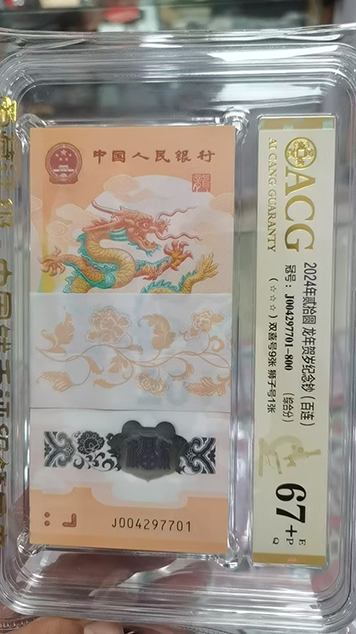 中国人民银行
J004297701
ACG
AI CANG GUARANTY
2024年贰拾圆 龙年贺岁纪念钞（百连）
冠号：J004297701-800 （综合分）
（☆☆☆）双喜号9张 狮子号1张
67+
E
P
Q